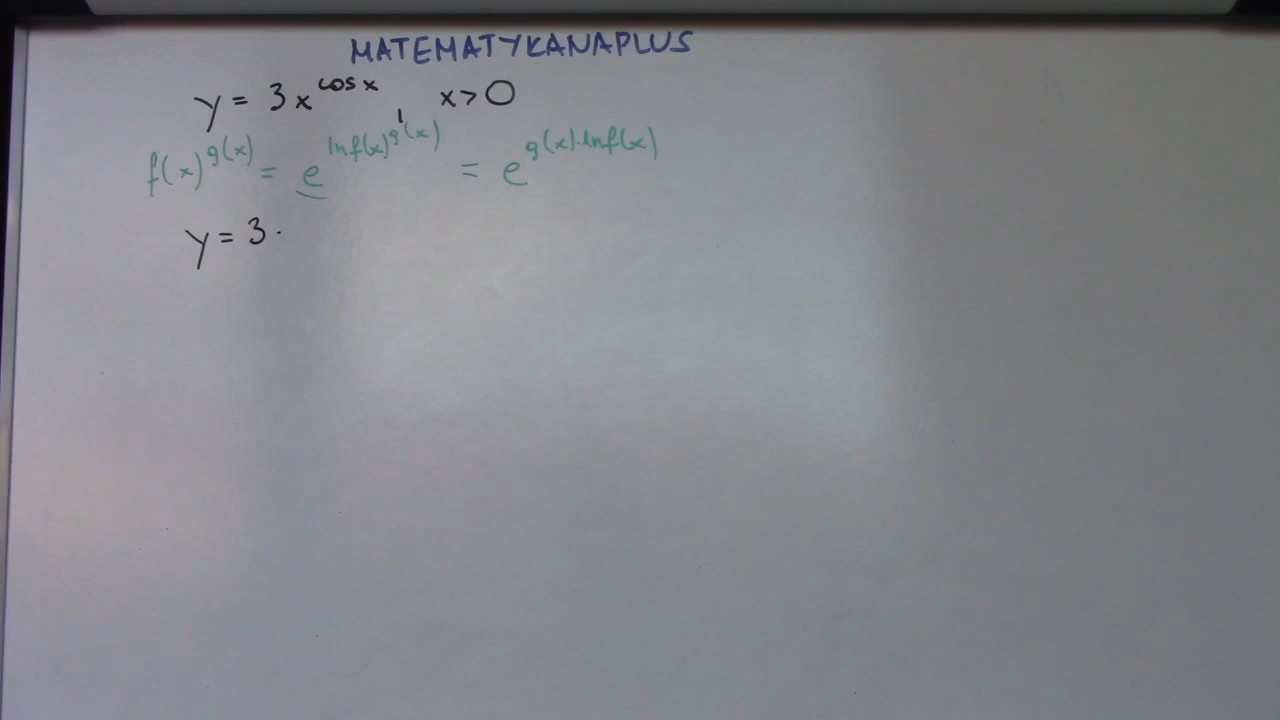 MATEMATYKANAPLUS
y = 3x^cos x , x > 0
f(x)^g(x) = e^ln f(x)^g(x) = e^g(x)·ln f(x)
y = 3 ·